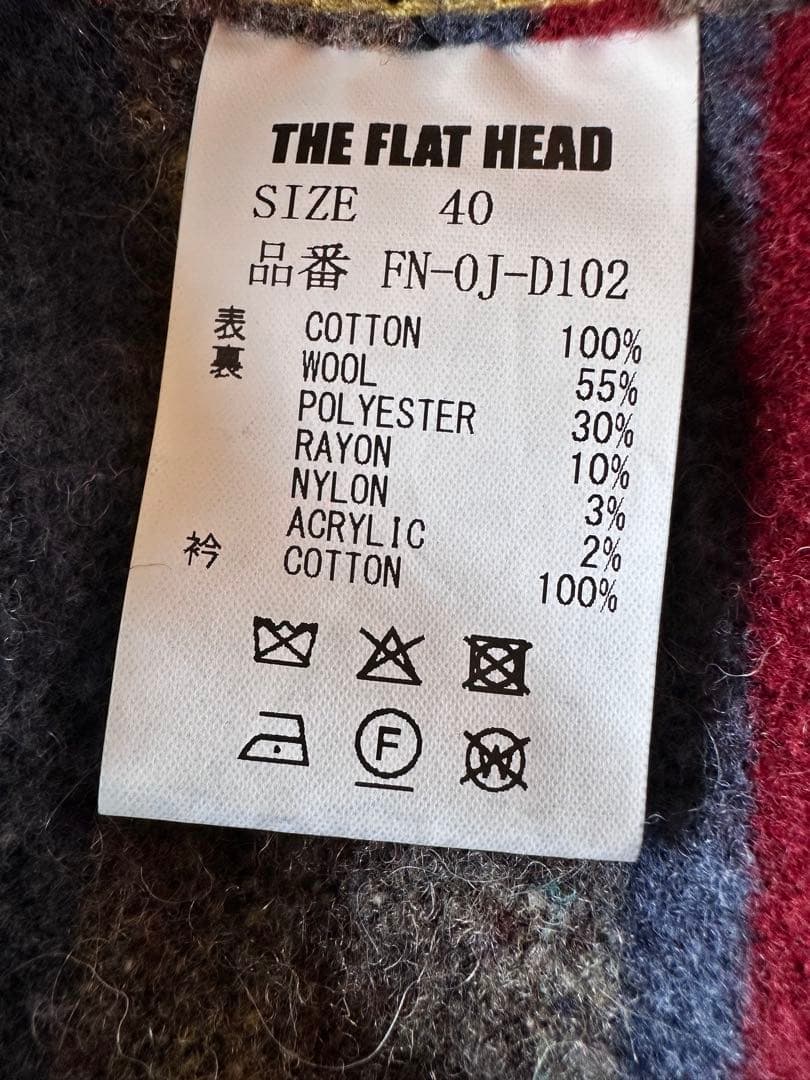 THE FLAT HEAD
SIZE 40
品番 FN-OJ-D102
表 COTTON 100%
裏 WOOL 55%
POLYESTER 30%
RAYON 10%
NYLON 3%
ACRYLIC 2%
衿 COTTON 100%
F
W